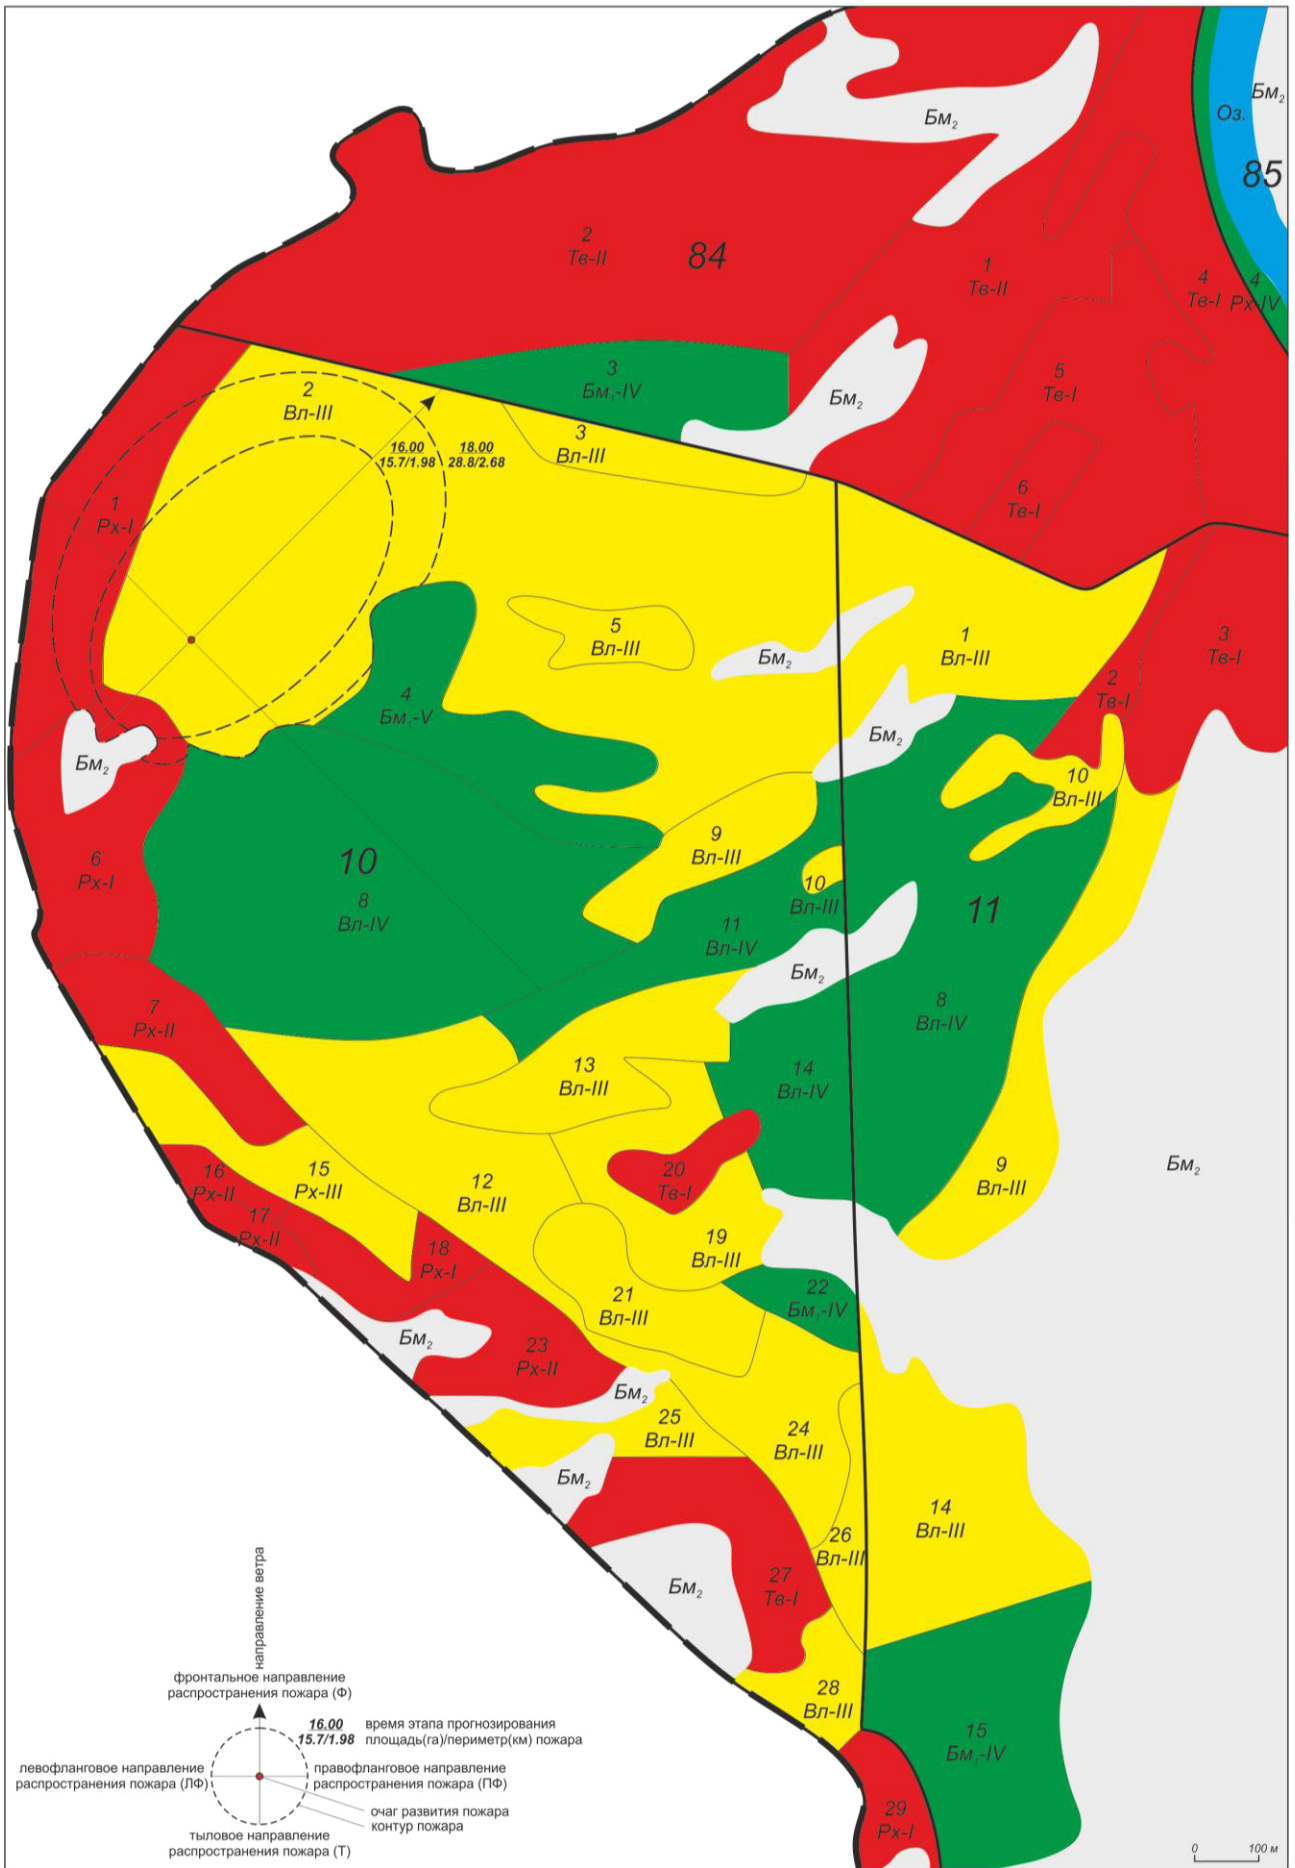 Бм₂
Бм₂
Оз.
85
2
Тв-II
84
1
Тв-II
4
Тв-I
4
Рх-IV
3
Бм₁-IV
5
Тв-I
2
Вл-III
Бм₂
3
Вл-III
16.00
15.7/1.98
18.00
28.8/2.68
1
Рх-I
6
Тв-I
5
Вл-III
1
Вл-III
3
Тв-I
Бм₂
2
Тв-I
4
Бм₁-V
Бм₂
Бм₂
10
Вл-III
9
Вл-III
10
6
Рх-I
8
Вл-IV
10
Вл-III
11
11
Вл-IV
Бм₂
8
Вл-IV
7
Рх-II
13
Вл-III
14
Вл-IV
16
Рх-II
15
Рх-III
12
Вл-III
20
Тв-I
9
Вл-III
Бм₂
17
Рх-II
18
Рх-I
19
Вл-III
21
Вл-III
22
Бм₁-IV
Бм₂
23
Рх-II
Бм₂
25
Вл-III
24
Вл-III
Бм₂
14
Вл-III
26
Вл-III
27
Тв-I
Бм₂
28
Вл-III
15
Бм₁-IV
29
Рх-I
направление ветра
фронтальное направление
распространения пожара (Ф)
16.00
15.7/1.98
время этапа прогнозирования
площадь(га)/периметр(км) пожара
левофланговое направление
распространения пожара (ЛФ)
правофланговое направление
распространения пожара (ПФ)
очаг развития пожара
контур пожара
тыловое направление
распространения пожара (Т)
0 100 м